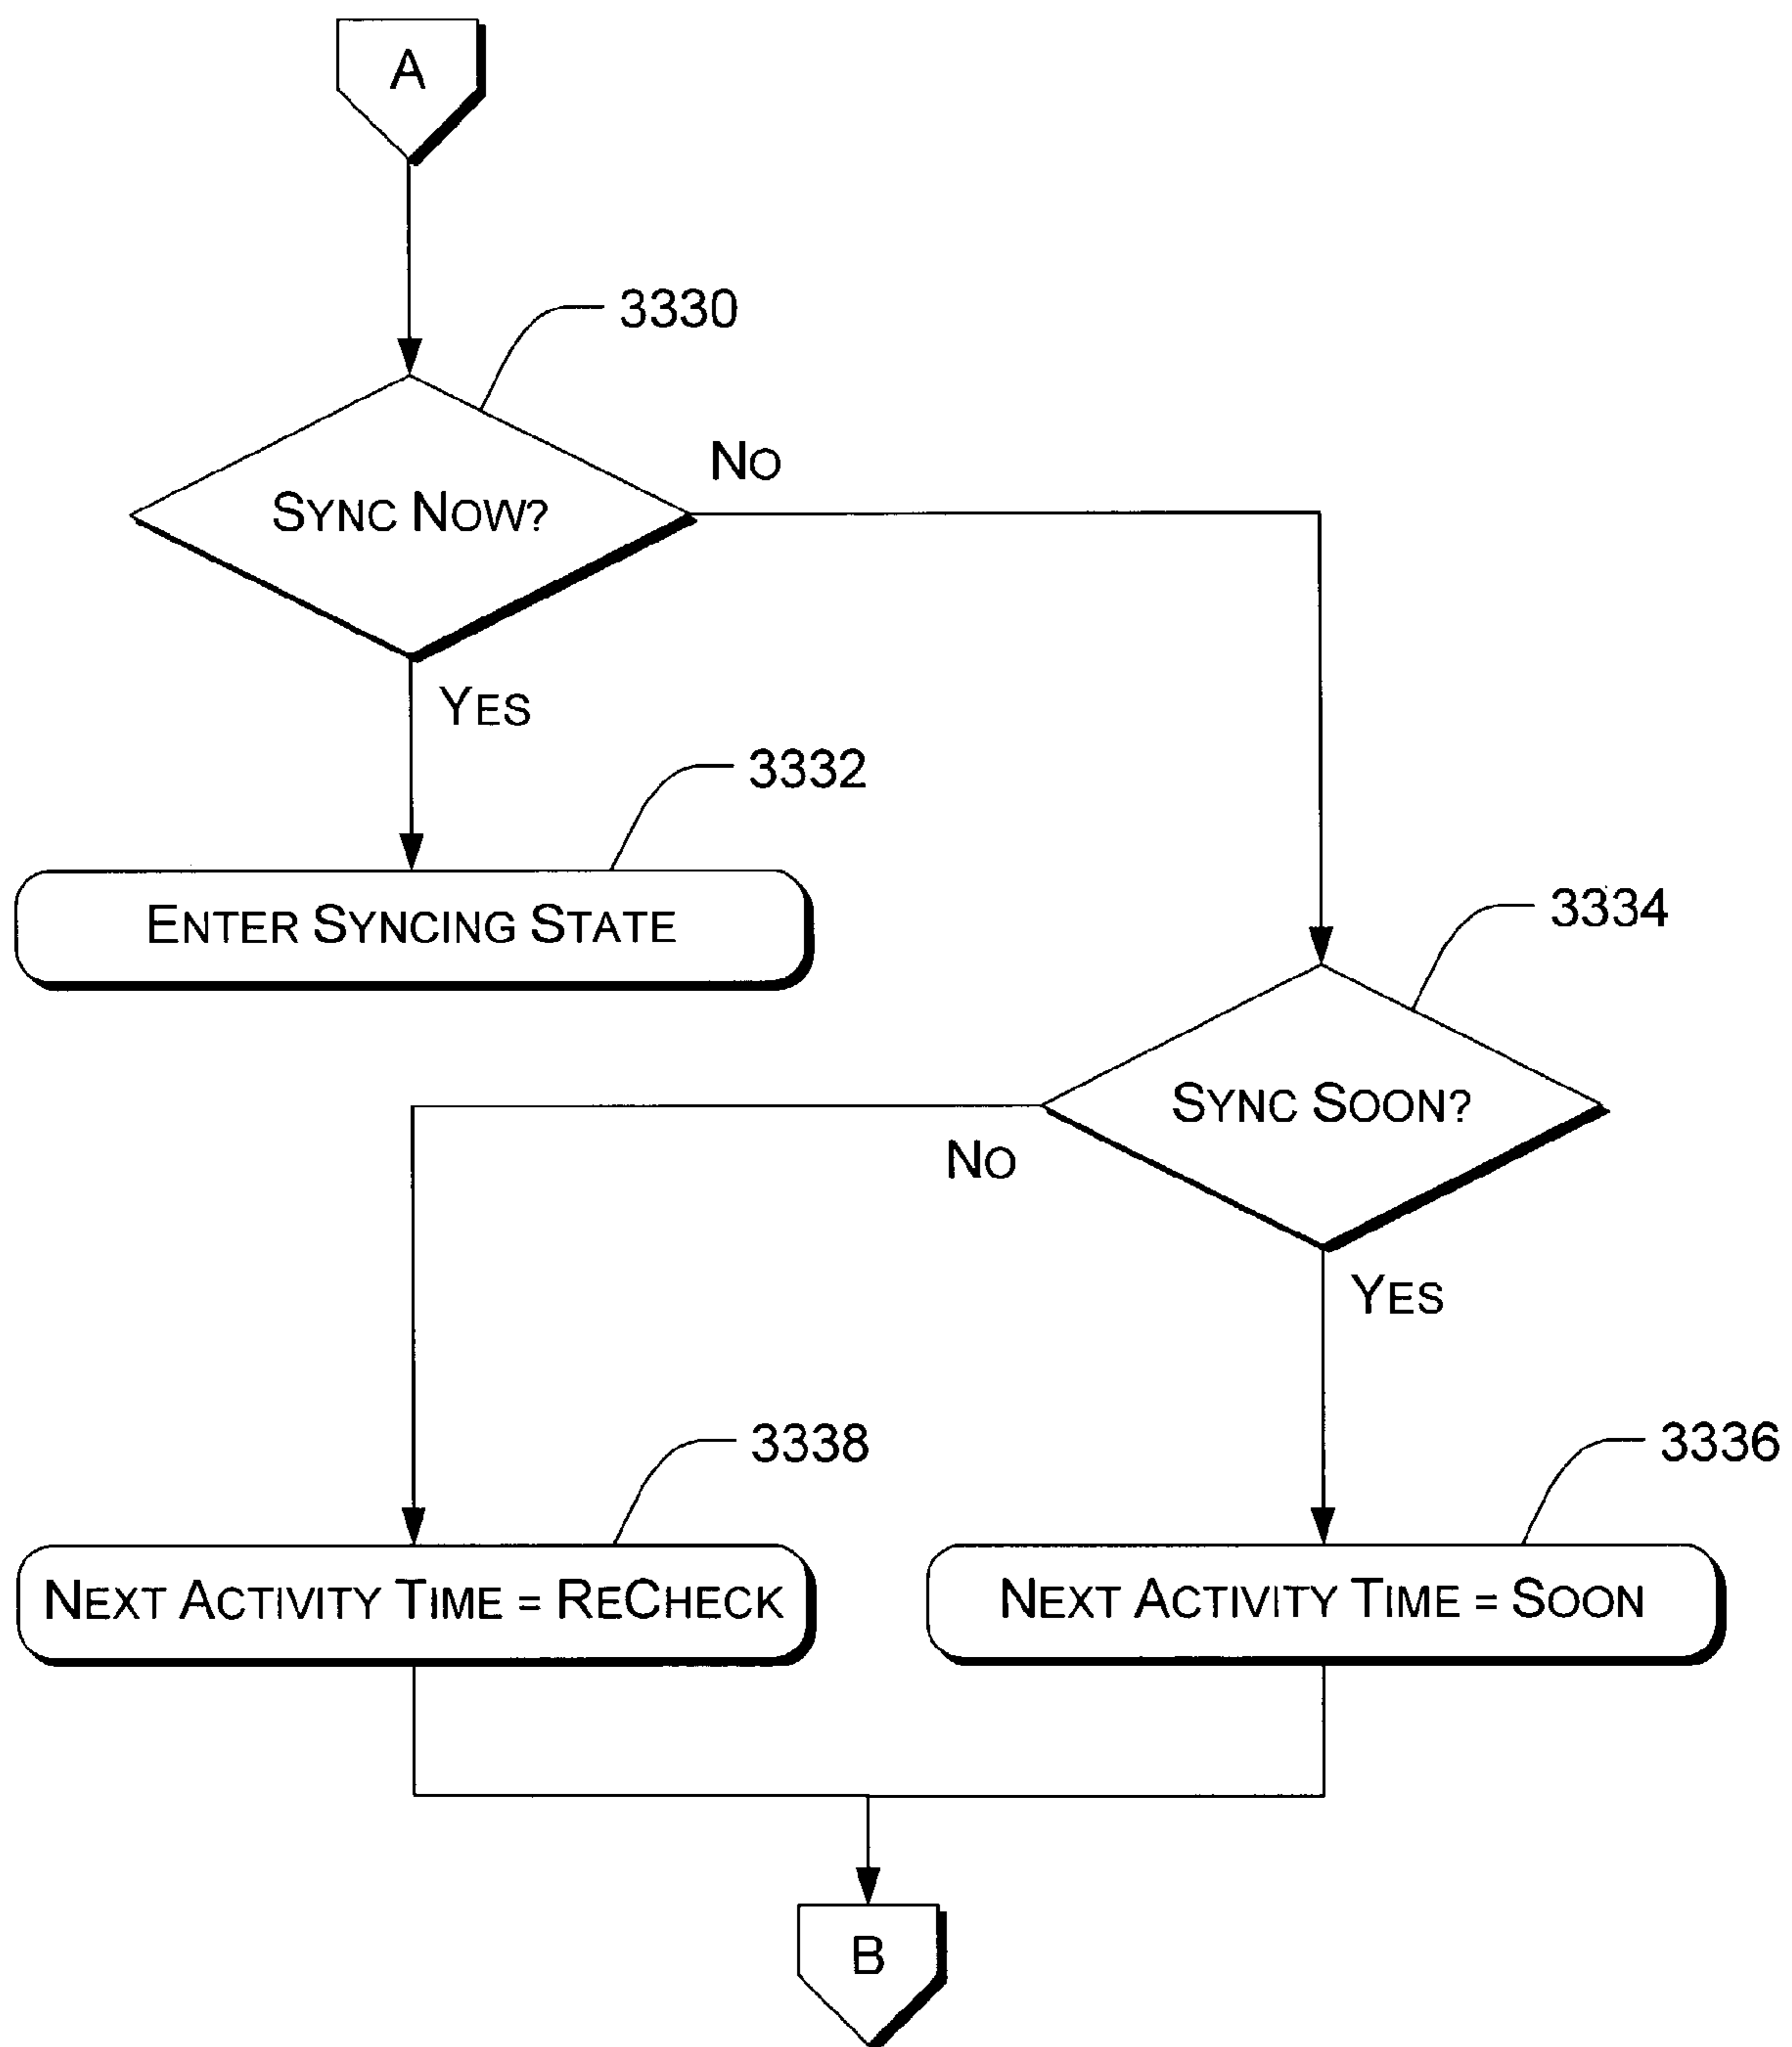 A
3330
SYNC NOW?
NO
YES
3332
ENTER SYNCING STATE
3334
SYNC SOON?
NO
YES
3338
3336
NEXT ACTIVITY TIME = RECHECK
NEXT ACTIVITY TIME = SOON
B